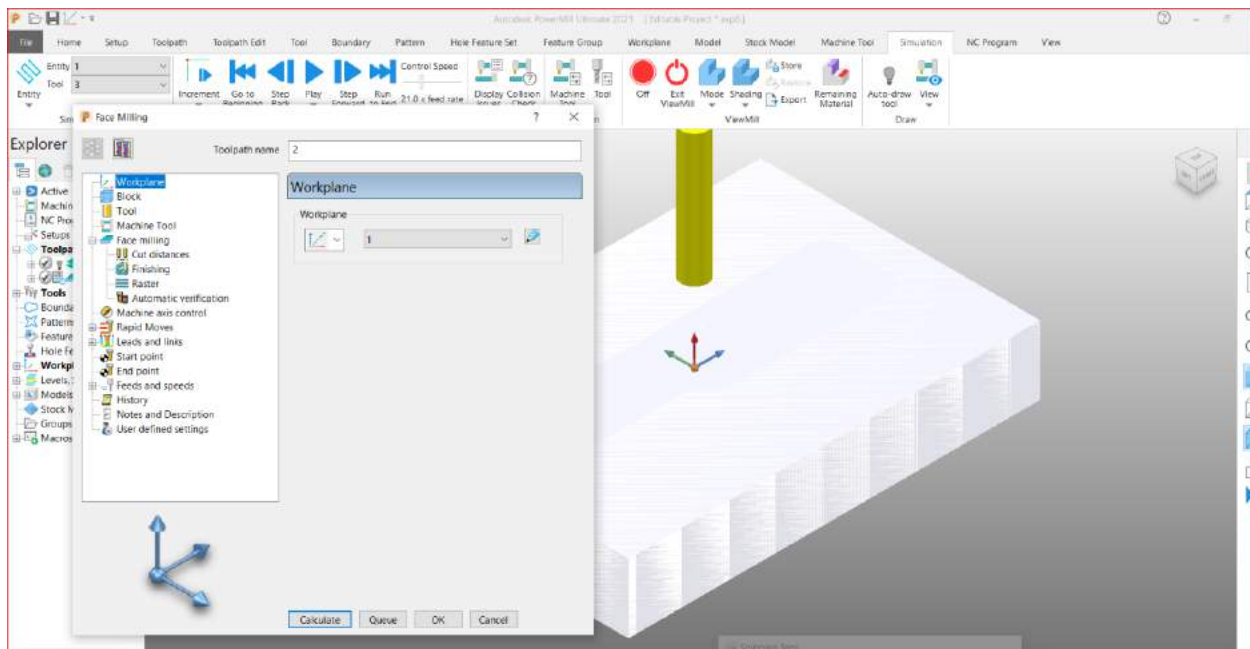 Autodesk PowerMill Ultimate 2021 [Editable Project * exp6]
File Home Setup Toolpath Toolpath Edit Tool Boundary Pattern Hole Feature Set Feature Group Workplane Model Stock Model Machine Tool Simulation NC Program View
Entity 1
Tool 3
Entity
Increment
Go to Beginning
Step Back
Play
Step Forward
Run to End
Control Speed
21.0 x feed rate
Display Issues
Collision Check
Machine Tool
Tool
Off
Exit ViewMill
Mode
Shading
Store
Restore
Export
Remaining Material
Auto-draw tool
View
Sim
ViewMill
Draw
Explorer
Active
Machin
NC Pro
Setups
Toolpa
Tools
Bounda
Pattern
Feature
Hole Fe
Workpl
Levels,
Models
Stock M
Groups
Macros
Face Milling
? X
Toolpath name 2
Workplane
Block
Tool
Machine Tool
Face milling
Cut distances
Finishing
Raster
Automatic verification
Machine axis control
Rapid Moves
Leads and links
Start point
End point
Feeds and speeds
History
Notes and Description
User defined settings
Workplane
Workplane
1
Calculate Queue OK Cancel